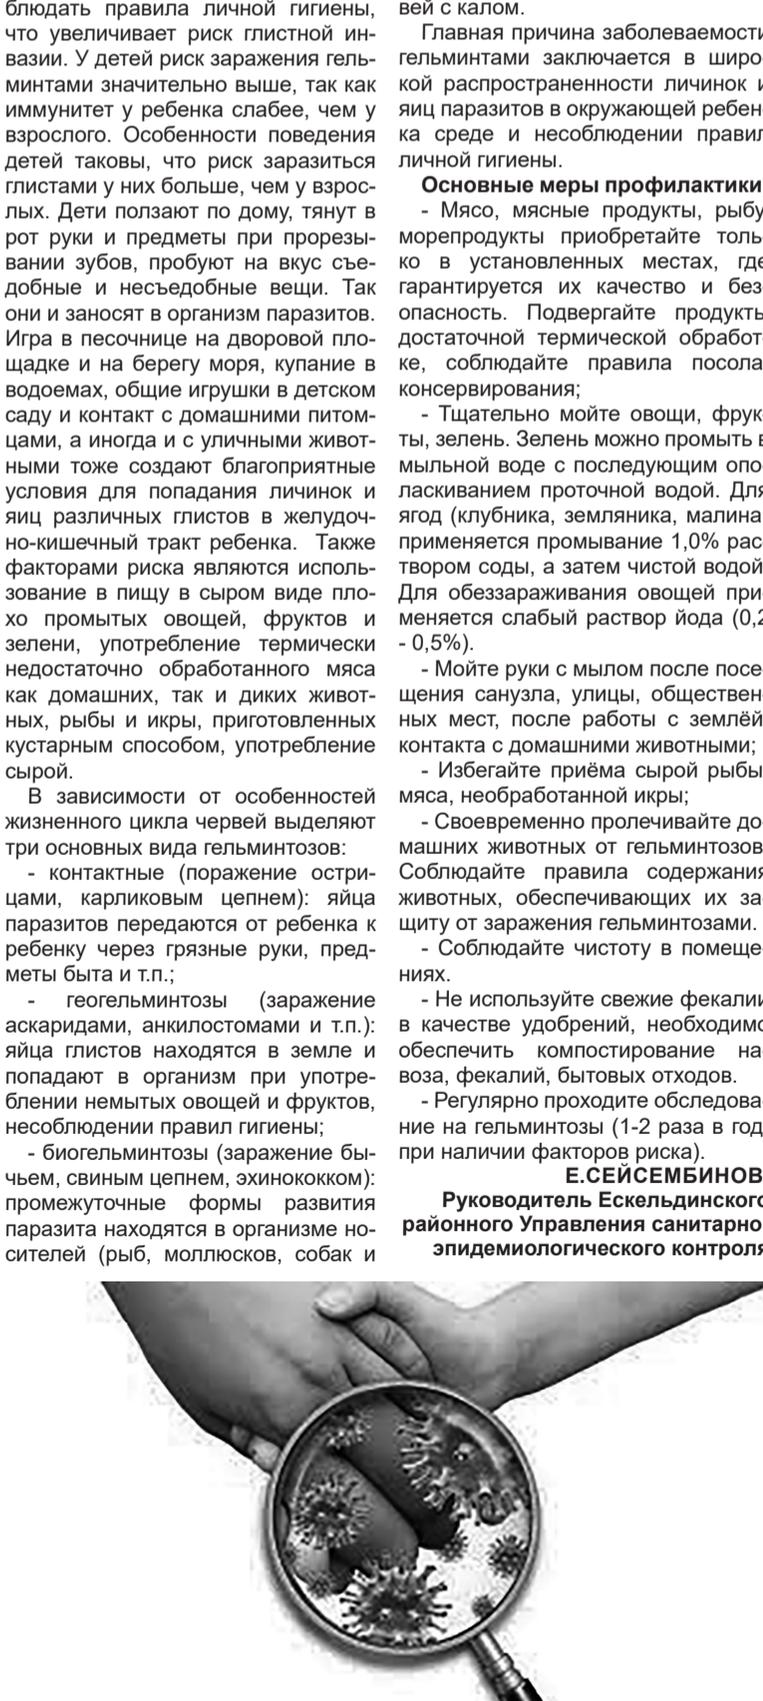 блюдать правила личной гигиены,
что увеличивает риск глистной ин-
вазии. У детей риск заражения гель-
минтами значительно выше, так как
иммунитет у ребенка слабее, чем у
взрослого. Особенности поведения
детей таковы, что риск заразиться
глистами у них больше, чем у взрос-
лых. Дети ползают по дому, тянут в
рот руки и предметы при прорезы-
вании зубов, пробуют на вкус съе-
добные и несъедобные вещи. Так
они и заносят в организм паразитов.
Игра в песочнице на дворовой пло-
щадке и на берегу моря, купание в
водоемах, общие игрушки в детском
саду и контакт с домашними питом-
цами, а иногда и с уличными живот-
ными тоже создают благоприятные
условия для попадания личинок и
яиц различных глистов в желудоч-
но-кишечный тракт ребенка. Также
факторами риска являются исполь-
зование в пищу в сыром виде пло-
хо промытых овощей, фруктов и
зелени, употребление термически
недостаточно обработанного мяса
как домашних, так и диких живот-
ных, рыбы и икры, приготовленных
кустарным способом, употребление
сырой.
В зависимости от особенностей
жизненного цикла червей выделяют
три основных вида гельминтозов:
- контактные (поражение остри-
цами, карликовым цепнем): яйца
паразитов передаются от ребенка к
ребенку через грязные руки, пред-
меты быта и т.п.;
- геогельминтозы (заражение
аскаридами, анкилостомами и т.п.):
яйца глистов находятся в земле и
попадают в организм при употре-
блении немытых овощей и фруктов,
несоблюдении правил гигиены;
- биогельминтозы (заражение бы-
чьем, свиным цепнем, эхинококком):
промежуточные формы развития
паразита находятся в организме но-
сителей (рыб, моллюсков, собак и
вей с калом.
Главная причина заболеваемости
гельминтами заключается в широ-
кой распространенности личинок и
яиц паразитов в окружающей ребен-
ка среде и несоблюдении правил
личной гигиены.
Основные меры профилактики
- Мясо, мясные продукты, рыбу,
морепродукты приобретайте толь-
ко в установленных местах, где
гарантируется их качество и без-
опасность. Подвергайте продукты
достаточной термической обработ-
ке, соблюдайте правила посола,
консервирования;
- Тщательно мойте овощи, фрук-
ты, зелень. Зелень можно промыть в
мыльной воде с последующим опо-
ласкиванием проточной водой. Для
ягод (клубника, земляника, малина)
применяется промывание 1,0% рас-
твором соды, а затем чистой водой.
Для обеззараживания овощей при-
меняется слабый раствор йода (0,2
- 0,5%).
- Мойте руки с мылом после посе-
щения санузла, улицы, обществен-
ных мест, после работы с землёй,
контакта с домашними животными;
- Избегайте приёма сырой рыбы,
мяса, необработанной икры;
- Своевременно пролечивайте до-
машних животных от гельминтозов.
Соблюдайте правила содержания
животных, обеспечивающих их за-
щиту от заражения гельминтозами.
- Соблюдайте чистоту в помеще-
ниях.
- Не используйте свежие фекалии
в качестве удобрений, необходимо
обеспечить компостирование на-
воза, фекалий, бытовых отходов.
- Регулярно проходите обследова-
ние на гельминтозы (1-2 раза в год,
при наличии факторов риска).
Е.СЕЙСЕМБИНОВ
Руководитель Ескельдинского
районного Управления санитарно-
эпидемиологического контроля